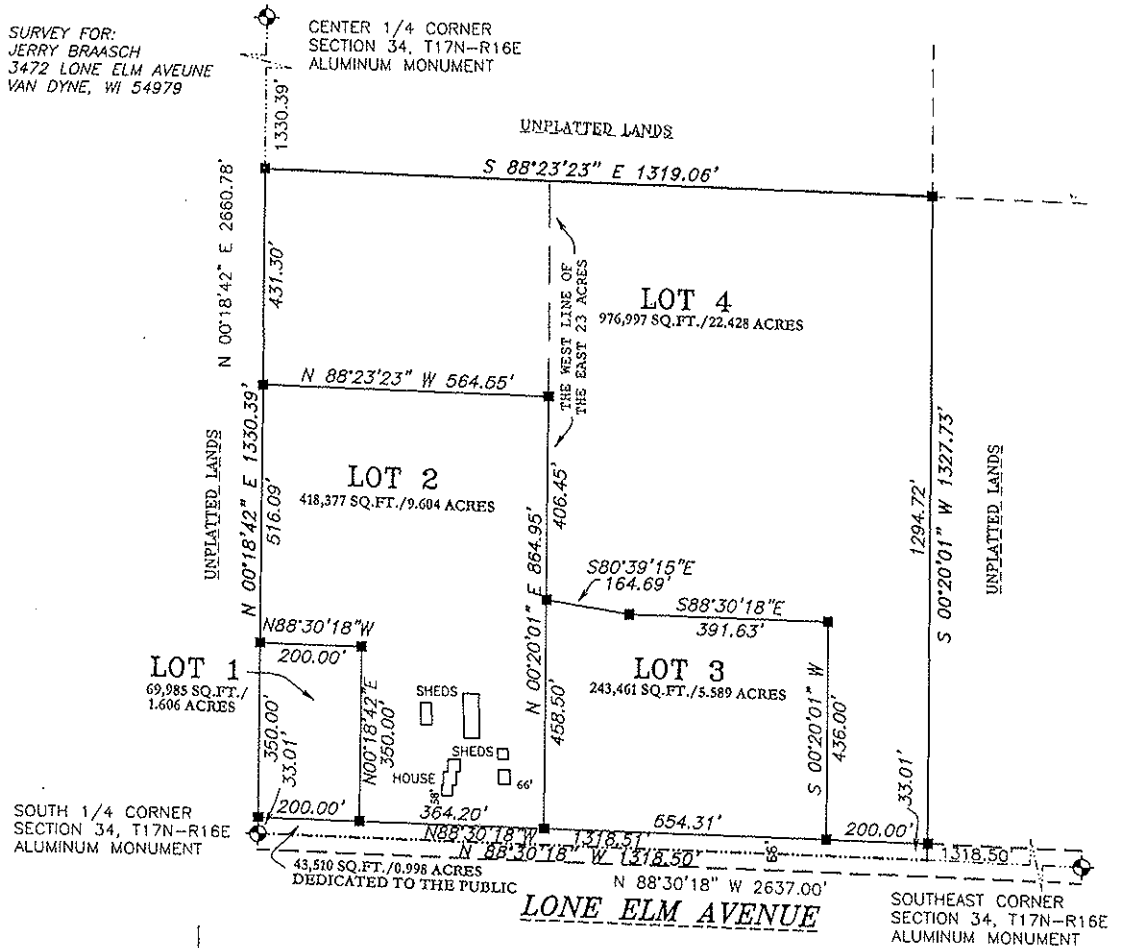 SURVEY FOR:
JERRY BRAASCH
3472 LONE ELM AVEUNE
VAN DYNE, WI 54979
CENTER 1/4 CORNER
SECTION 34, T17N-R16E
ALUMINUM MONUMENT
1330.39'
UNPLATTED LANDS
S 88°23'23" E 1319.06'
N 00°18'42" E 2660.78'
431.30'
THE WEST LINE OF
THE EAST 23 ACRES
LOT 4
976,997 SQ.FT./22.428 ACRES
N 88°23'23" W 564.65'
UNPLATTED LANDS
N 00°18'42" E 1330.39'
516.09'
LOT 2
418,377 SQ.FT./9.604 ACRES
N 00°20'01" E 864.95'
406.45'
1294.72'
S 00°20'01" W 1327.73'
UNPLATTED LANDS
S80°39'15"E
164.69'
S88°30'18"E
391.63'
N88°30'18"W
200.00'
LOT 1
69,985 SQ.FT./
1.606 ACRES
350.00'
33.01'
N00°18'42"E
350.00'
SHEDS
SHEDS
HOUSE
58'
66'
458.50'
LOT 3
243,461 SQ.FT./5.589 ACRES
S 00°20'01" W
436.00'
33.01'
SOUTH 1/4 CORNER
SECTION 34, T17N-R16E
ALUMINUM MONUMENT
200.00'
364.20'
654.31'
200.00'
N88°30'18"W 1318.51'
N 88°30'18" W 1318.50'
66'
1318.50'
43,510 SQ.FT./0.998 ACRES
DEDICATED TO THE PUBLIC
N 88°30'18" W 2637.00'
LONE ELM AVENUE
SOUTHEAST CORNER
SECTION 34, T17N-R16E
ALUMINUM MONUMENT